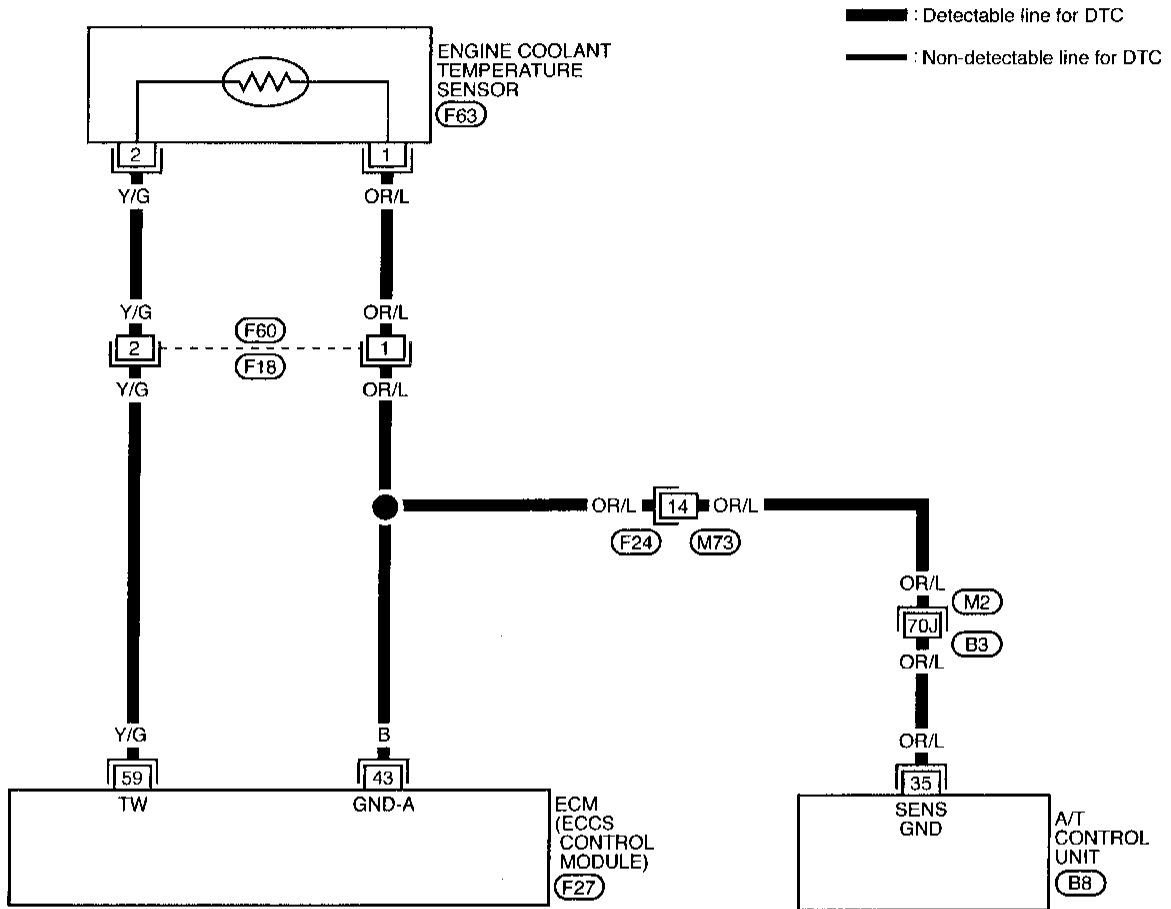 : Detectable line for DTC
: Non-detectable line for DTC
ENGINE COOLANT
TEMPERATURE
SENSOR
F63
2 1
Y/G OR/L
Y/G OR/L
2 F60 1
F18
Y/G OR/L
OR/L 14 OR/L
F24 M73
OR/L
M2
70J
B3
OR/L
Y/G B OR/L
59 43 35
TW GND-A
SENS
GND
ECM
(ECCS
CONTROL
MODULE)
F27
A/T
CONTROL
UNIT
B8